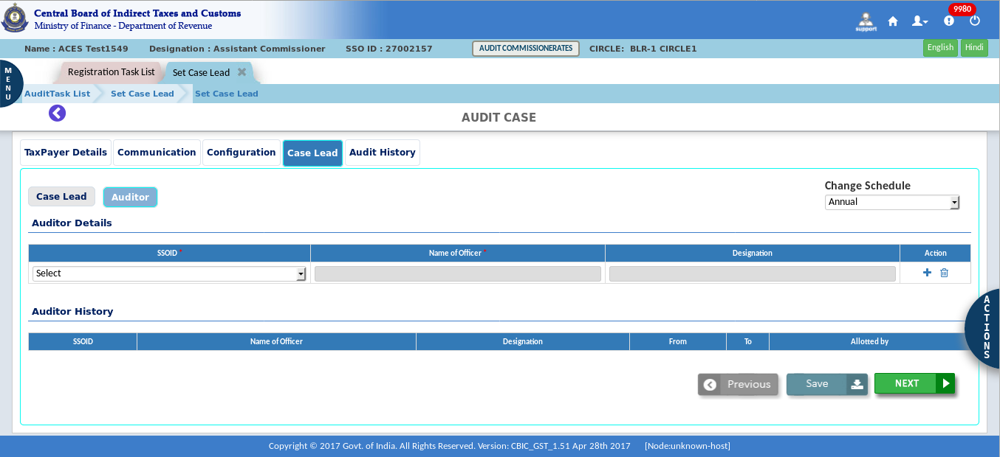 Central Board of Indirect Taxes and Customs
Ministry of Finance - Department of Revenue
support
9980
Name : ACES Test1549 Designation : Assistant Commissioner SSO ID : 27002157 AUDIT COMMISSIONERATES CIRCLE: BLR-1 CIRCLE1 English Hindi
MENU
Registration Task List Set Case Lead
AuditTask List Set Case Lead Set Case Lead
AUDIT CASE
TaxPayer Details Communication Configuration Case Lead Audit History
Change Schedule
Case Lead Auditor
Annual
Auditor Details
SSOID * Name of Officer * Designation Action
Select
Auditor History
SSOID Name of Officer Designation From To Allotted by
ACTIONS
Previous Save NEXT
Copyright © 2017 Govt. of India. All Rights Reserved. Version: CBIC_GST_1.51 Apr 28th 2017 [Node:unknown-host]